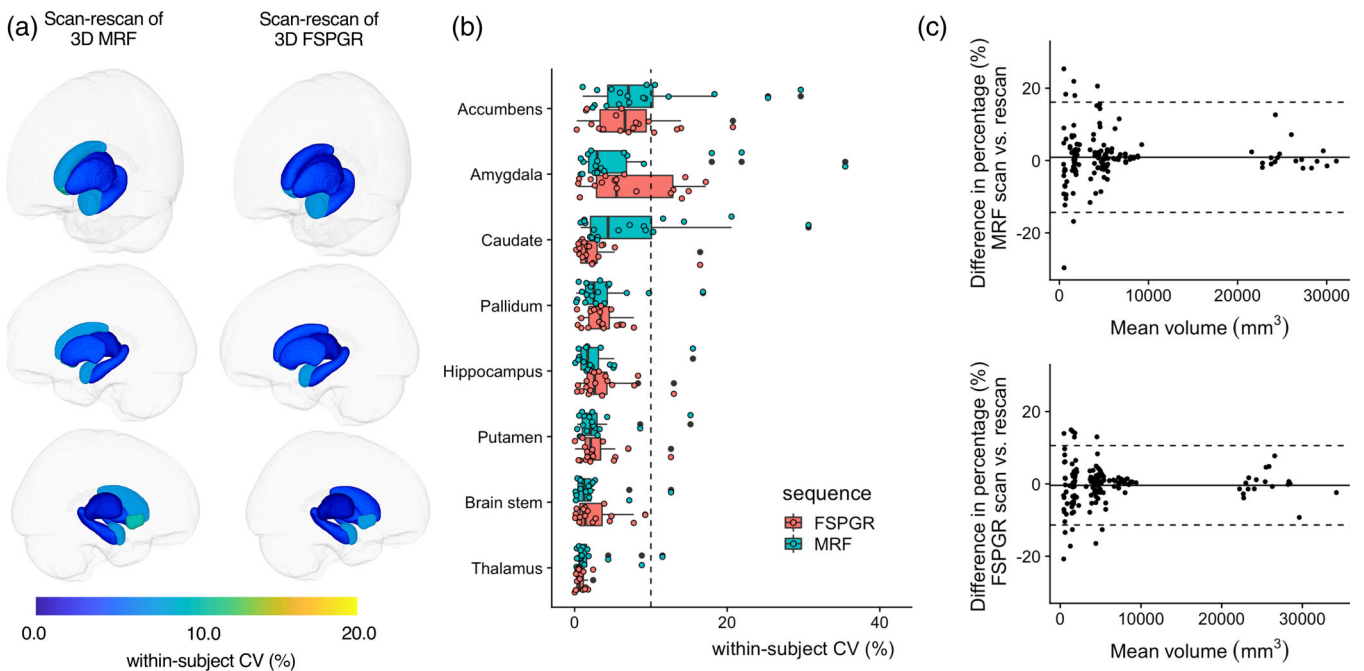 (a)
Scan-rescan of
3D MRF
Scan-rescan of
3D FSPGR
0.0
10.0
20.0
within-subject CV (%)
(b)
Accumbens
Amygdala
Caudate
Pallidum
Hippocampus
Putamen
Brain stem
Thalamus
sequence
FSPGR
MRF
0
20
40
within-subject CV (%)
(c)
Difference in percentage (%)
MRF scan vs. rescan
20
0
-20
0
10000
20000
30000
Mean volume (mm³)
Difference in percentage (%)
FSPGR scan vs. rescan
20
0
-20
0
10000
20000
30000
Mean volume (mm³)